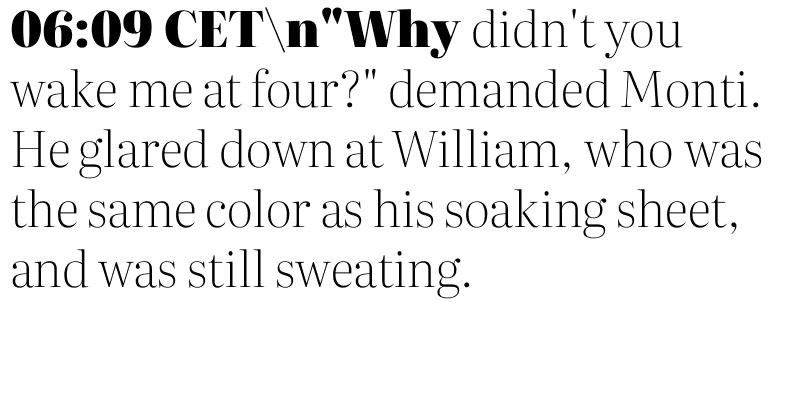 06:09 CET\n"Why didn't you
wake me at four?" demanded Monti.
He glared down at William, who was
the same color as his soaking sheet,
and was still sweating.